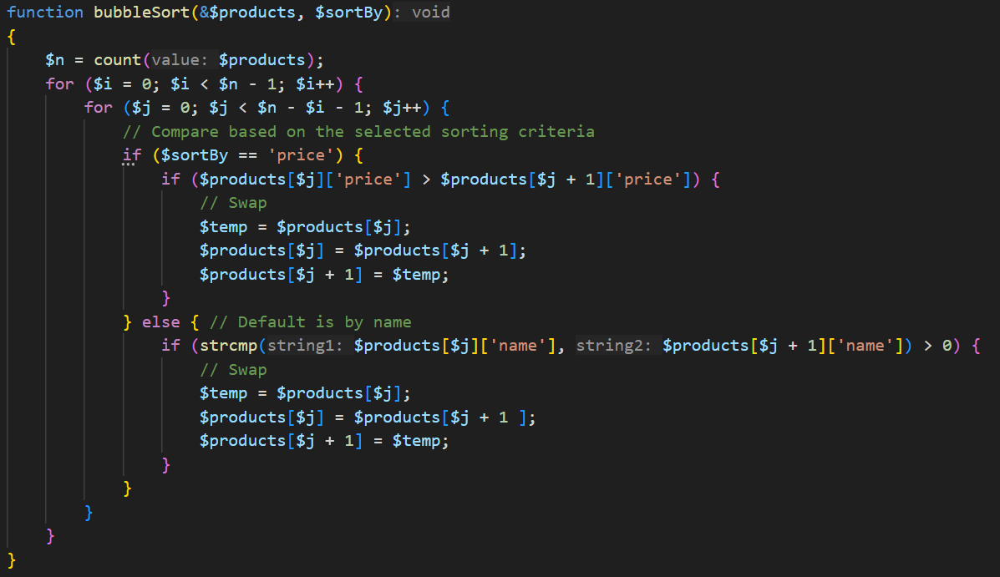 function bubbleSort(&$products, $sortBy): void
{
    $n = count(value: $products);
    for ($i = 0; $i < $n - 1; $i++) {
        for ($j = 0; $j < $n - $i - 1; $j++) {
            // Compare based on the selected sorting criteria
            if ($sortBy == 'price') {
                if ($products[$j]['price'] > $products[$j + 1]['price']) {
                    // Swap
                    $temp = $products[$j];
                    $products[$j] = $products[$j + 1];
                    $products[$j + 1] = $temp;
                }
            } else { // Default is by name
                if (strcmp(string1: $products[$j]['name'], string2: $products[$j + 1]['name']) > 0) {
                    // Swap
                    $temp = $products[$j];
                    $products[$j] = $products[$j + 1 ];
                    $products[$j + 1] = $temp;
                }
            }
        }
    }
}